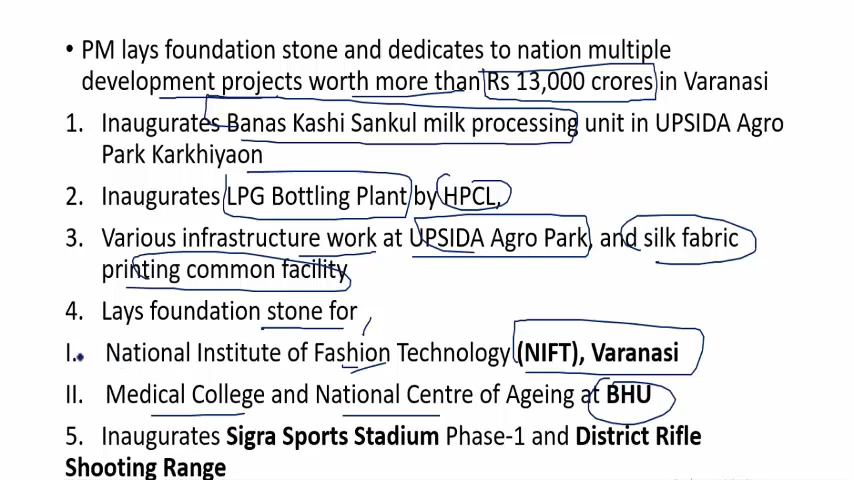 • PM lays foundation stone and dedicates to nation multiple
development projects worth more than Rs 13,000 crores in Varanasi
1. Inaugurates Banas Kashi Sankul milk processing unit in UPSIDA Agro
Park Karkhiyaon
2. Inaugurates LPG Bottling Plant by HPCL,
3. Various infrastructure work at UPSIDA Agro Park, and silk fabric
printing common facility
4. Lays foundation stone for
I. National Institute of Fashion Technology (NIFT), Varanasi
II. Medical College and National Centre of Ageing at BHU
5. Inaugurates Sigra Sports Stadium Phase-1 and District Rifle
Shooting Range